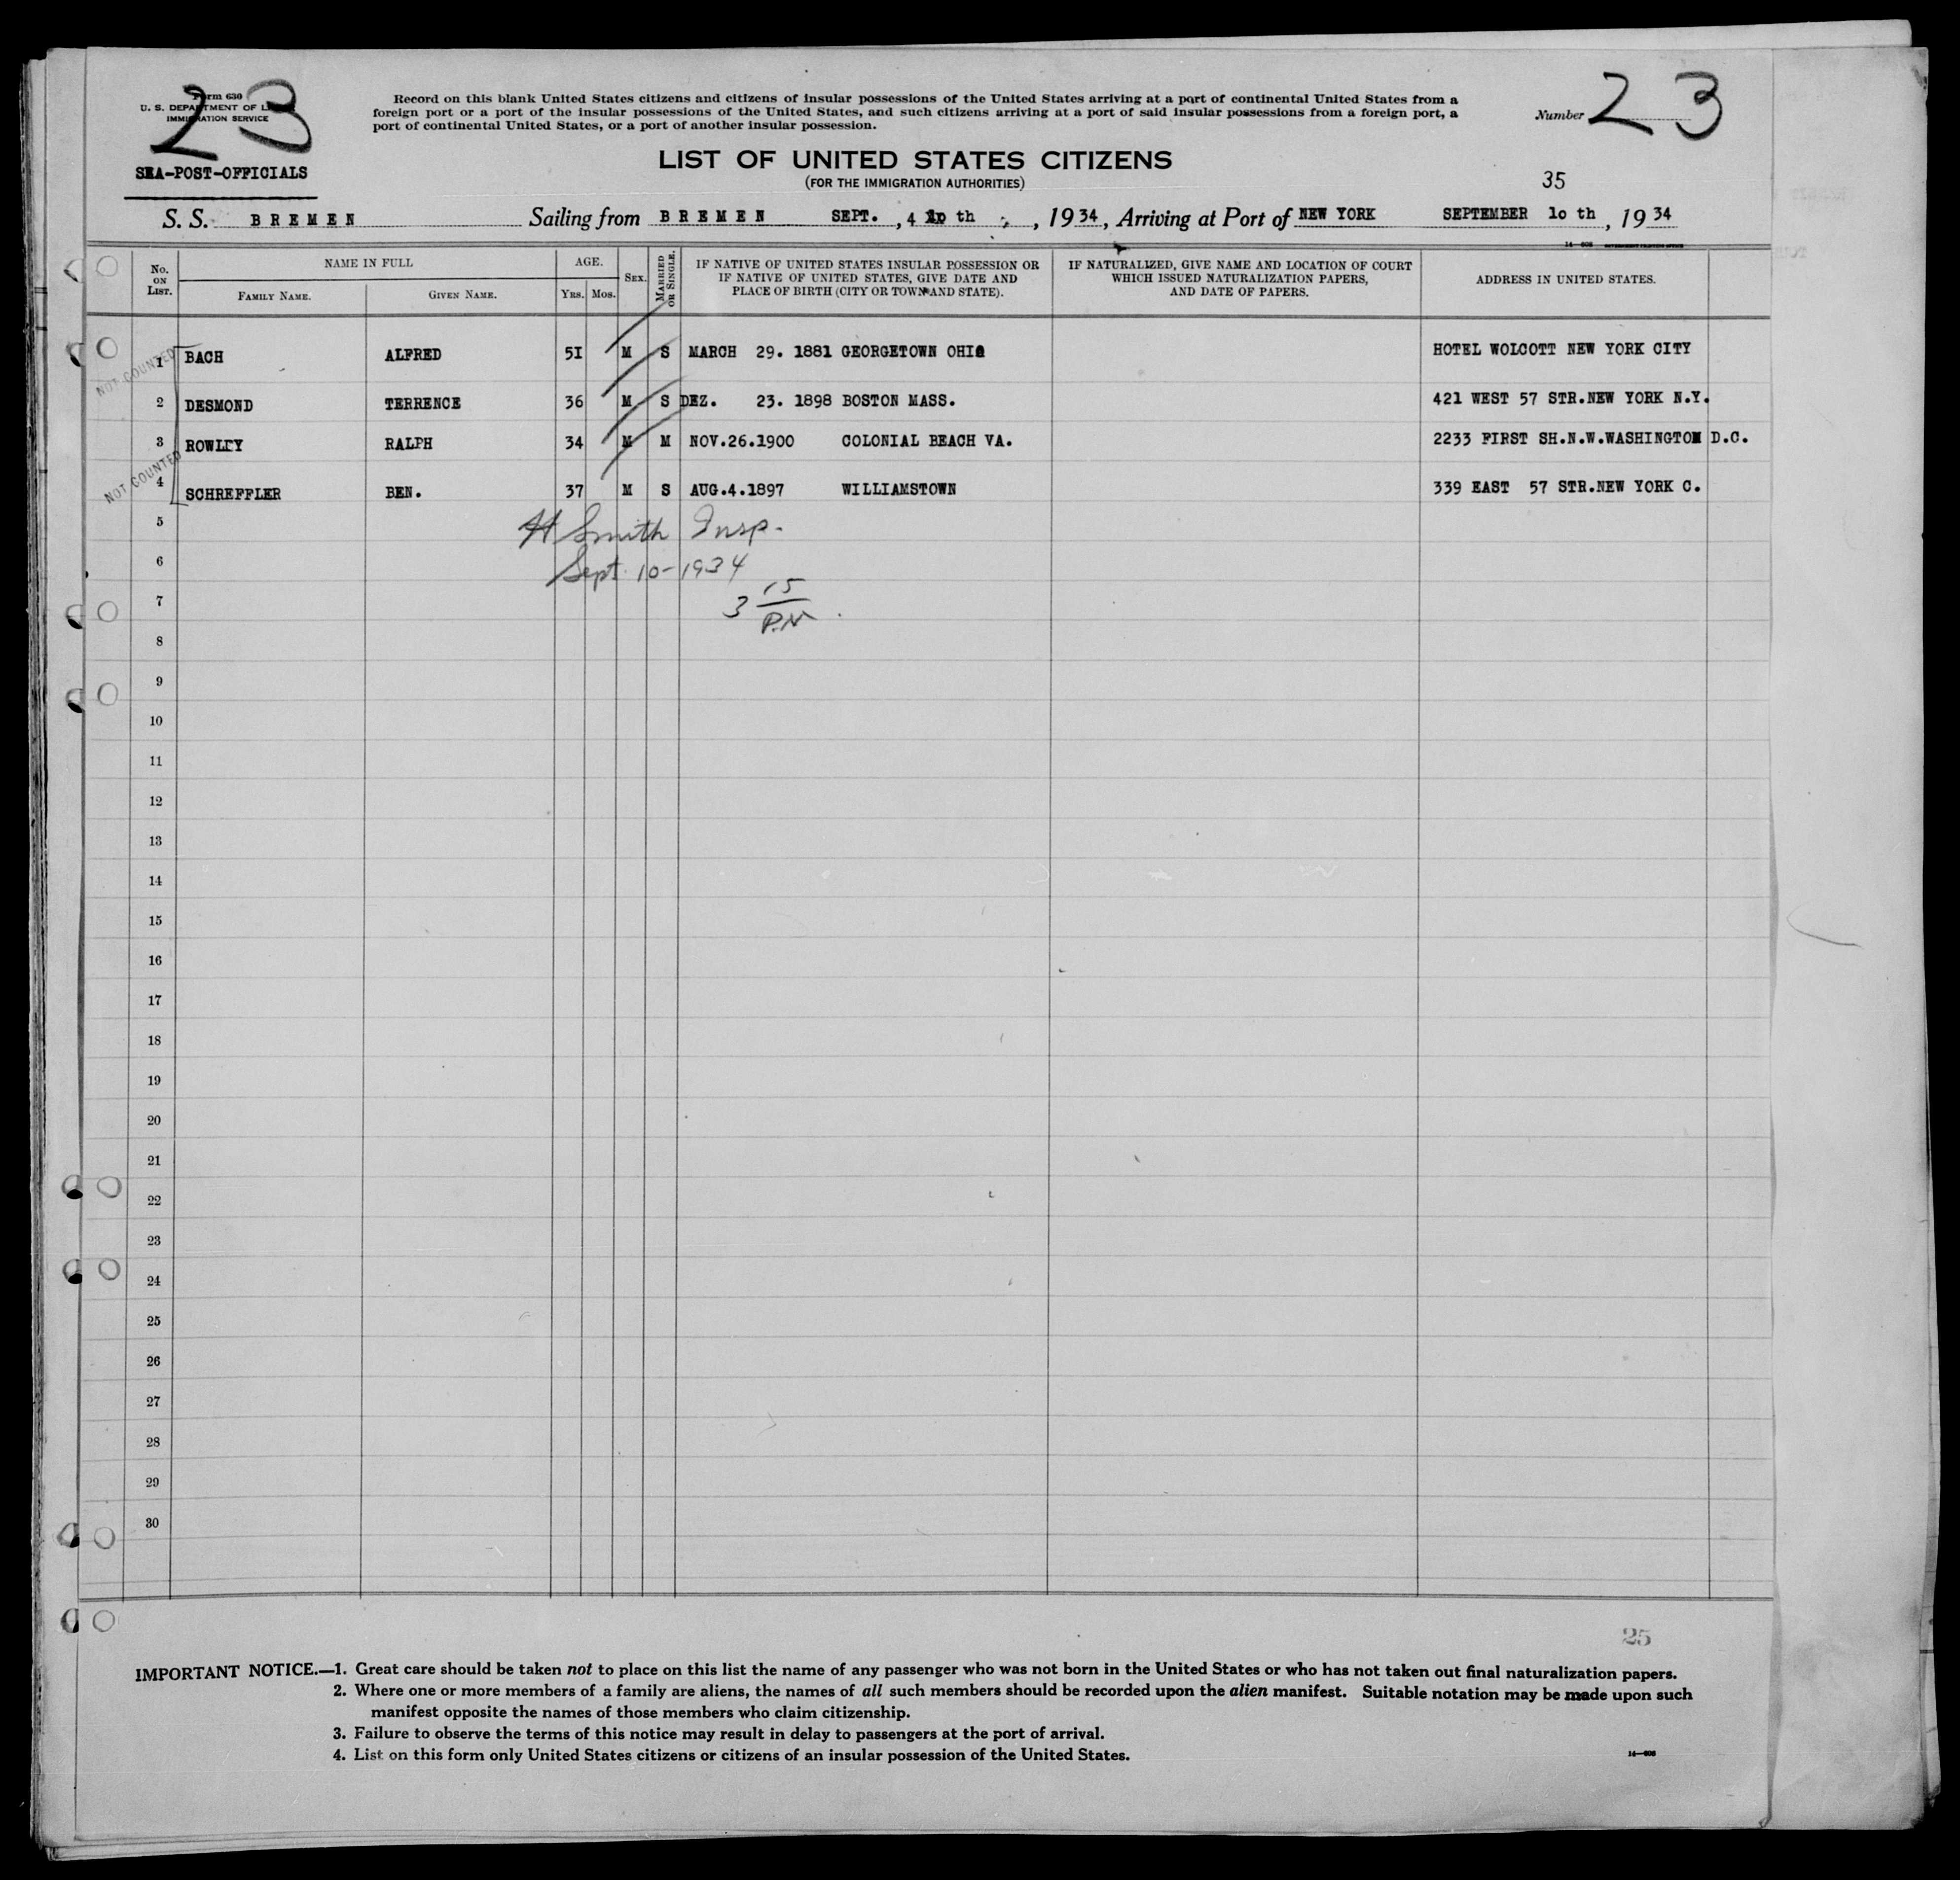 23
Form 630
U. S. DEPARTMENT OF LABOR
IMMIGRATION SERVICE
SEA-POST-OFFICIALS
Record on this blank United States citizens and citizens of insular possessions of the United States arriving at a port of continental United States from a
foreign port or a port of the insular possessions of the United States, and such citizens arriving at a port of said insular possessions from a foreign port, a
port of continental United States, or a port of another insular possession.
Number 23
LIST OF UNITED STATES CITIZENS
(FOR THE IMMIGRATION AUTHORITIES)
35
S. S. BREMEN Sailing from BREMEN SEPT. , 4 th , 1934, Arriving at Port of NEW YORK SEPTEMBER 1o th , 1934
No. ON LIST. NAME IN FULL FAMILY NAME. GIVEN NAME. AGE. YRS. MOS. SEX. MARRIED OR SINGLE. IF NATIVE OF UNITED STATES INSULAR POSSESSION OR IF NATIVE OF UNITED STATES, GIVE DATE AND PLACE OF BIRTH (CITY OR TOWN AND STATE). IF NATURALIZED, GIVE NAME AND LOCATION OF COURT WHICH ISSUED NATURALIZATION PAPERS, AND DATE OF PAPERS. ADDRESS IN UNITED STATES.
NOT COUNTED
1 BACH ALFRED 5I M S MARCH 29. 1881 GEORGETOWN OHIO HOTEL WOLCOTT NEW YORK CITY
2 DESMOND TERRENCE 36 M S DEZ. 23. 1898 BOSTON MASS. 421 WEST 57 STR.NEW YORK N.Y.
3 ROWLEY RALPH 34 M M NOV.26.1900 COLONIAL BEACH VA. 2233 FIRST SH.N.W.WASHINGTON D.C.
NOT COUNTED
4 SCHREFFLER BEN. 37 M S AUG.4.1897 WILLIAMSTOWN 339 EAST 57 STR.NEW YORK C.
5
H Smith Insp.
6
Sept. 10-1934
7
3 15
P.M
8
9
10
11
12
13
14
15
16
17
18
19
20
21
22
23
24
25
26
27
28
29
30
25
IMPORTANT NOTICE.—1. Great care should be taken not to place on this list the name of any passenger who was not born in the United States or who has not taken out final naturalization papers.
2. Where one or more members of a family are aliens, the names of all such members should be recorded upon the alien manifest. Suitable notation may be made upon such
manifest opposite the names of those members who claim citizenship.
3. Failure to observe the terms of this notice may result in delay to passengers at the port of arrival.
4. List on this form only United States citizens or citizens of an insular possession of the United States.